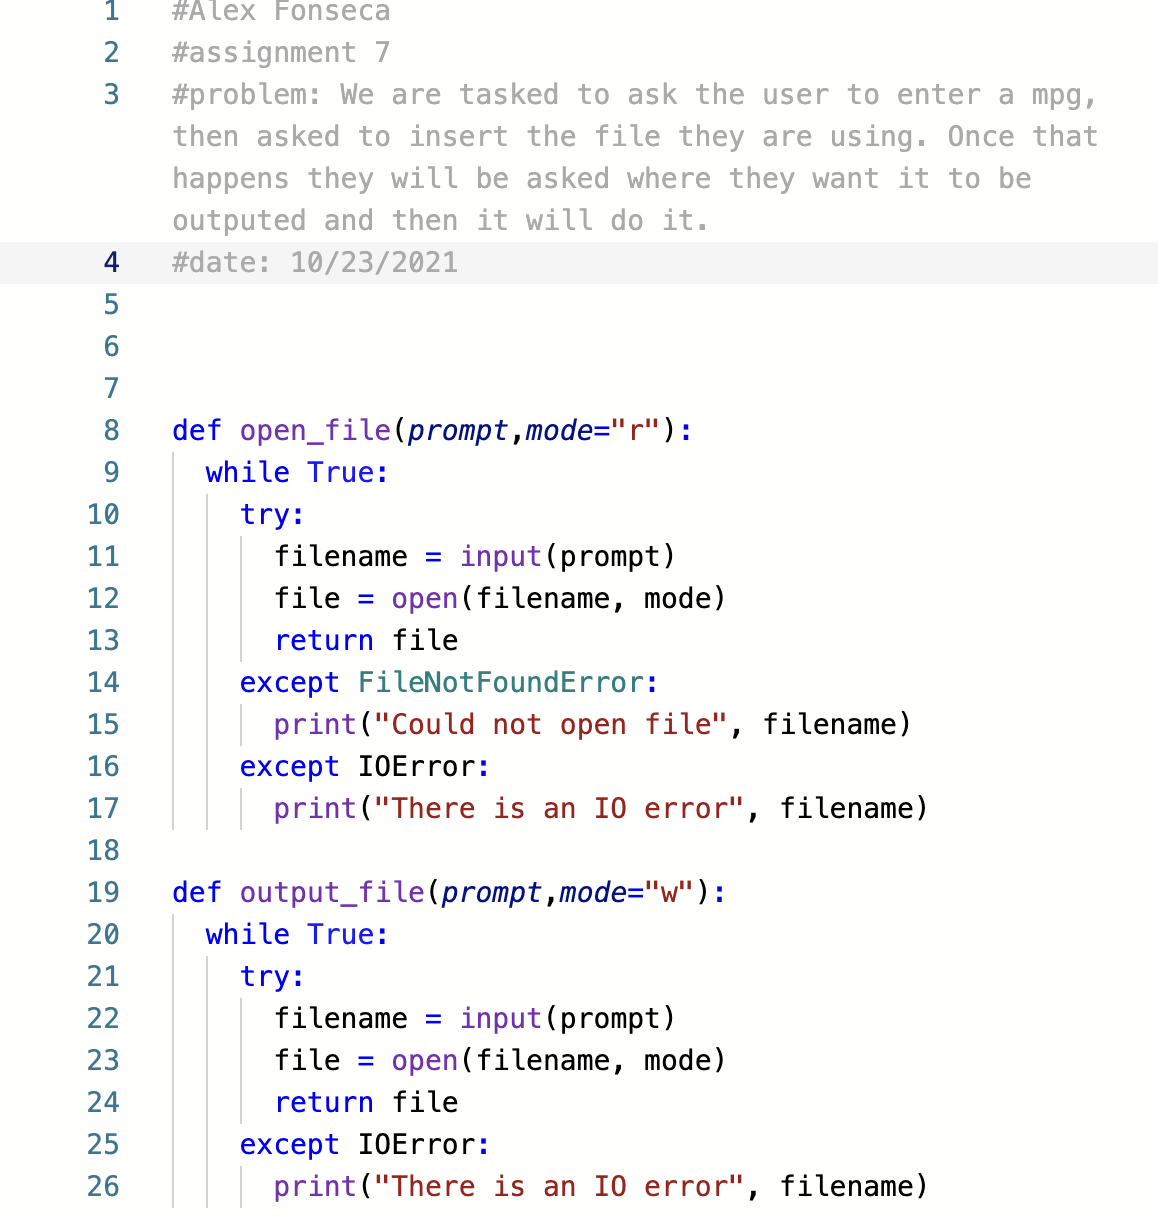 1 #Alex Fonseca
2 #assignment 7
3 #problem: We are tasked to ask the user to enter a mpg,
then asked to insert the file they are using. Once that
happens they will be asked where they want it to be
outputed and then it will do it.
4 #date: 10/23/2021
5
6
7
8 def open_file(prompt,mode="r"):
9   while True:
10     try:
11       filename = input(prompt)
12       file = open(filename, mode)
13       return file
14     except FileNotFoundError:
15       print("Could not open file", filename)
16     except IOError:
17       print("There is an IO error", filename)
18
19 def output_file(prompt,mode="w"):
20   while True:
21     try:
22       filename = input(prompt)
23       file = open(filename, mode)
24       return file
25     except IOError:
26       print("There is an IO error", filename)